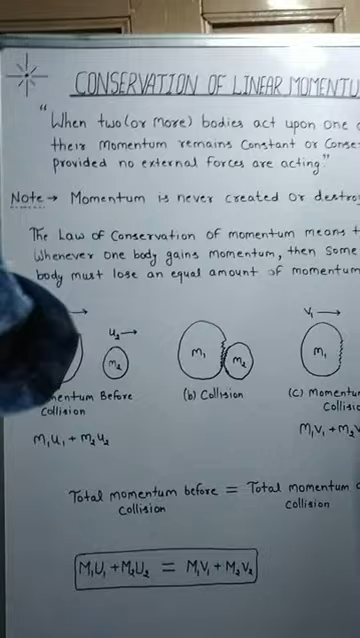 CONSERVATION OF LINEAR MOMENTU
"When two (or more) bodies act upon one
their Momentum remains Constant or Conse
provided no external forces are acting."
Note → Momentum is never created or destro
The Law of Conservation of momentum means t
Whenever one body gains momentum, then some
body must lose an equal amount of momentum
U₂→ V₁→
M₂ M₁ M₂ M₁
entum Before (b) Collision (c) Momentu
Collision Collisio
M₁U₁ + M₂U₂ M₁V₁ + M₂V
Total momentum before = Total momentum
collision collision
M₁U₁ + M₂U₂ = M₁V₁ + M₂V₂